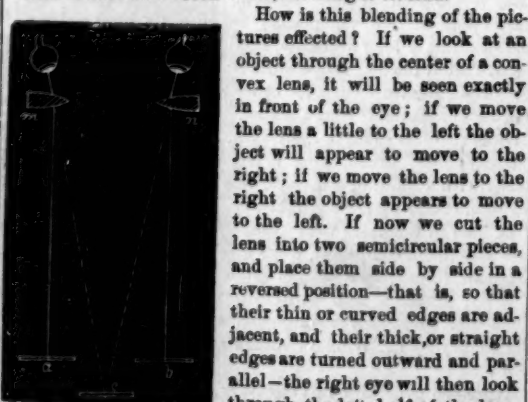 How is this blending of the pic-
tures effected? If we look at an
object through the center of a con-
vex lens, it will be seen exactly
in front of the eye; if we move
the lens a little to the left the ob-
ject will appear to move to the
right; if we move the lens to the
right the object appears to move
to the left. If now we cut the
lens into two semicircular pieces,
and place them side by side in a
reversed position—that is, so that
their thin or curved edges are ad-
jacent, and their thick, or straight
edges are turned outward and par-
allel—the right eye will then look
a
b
c